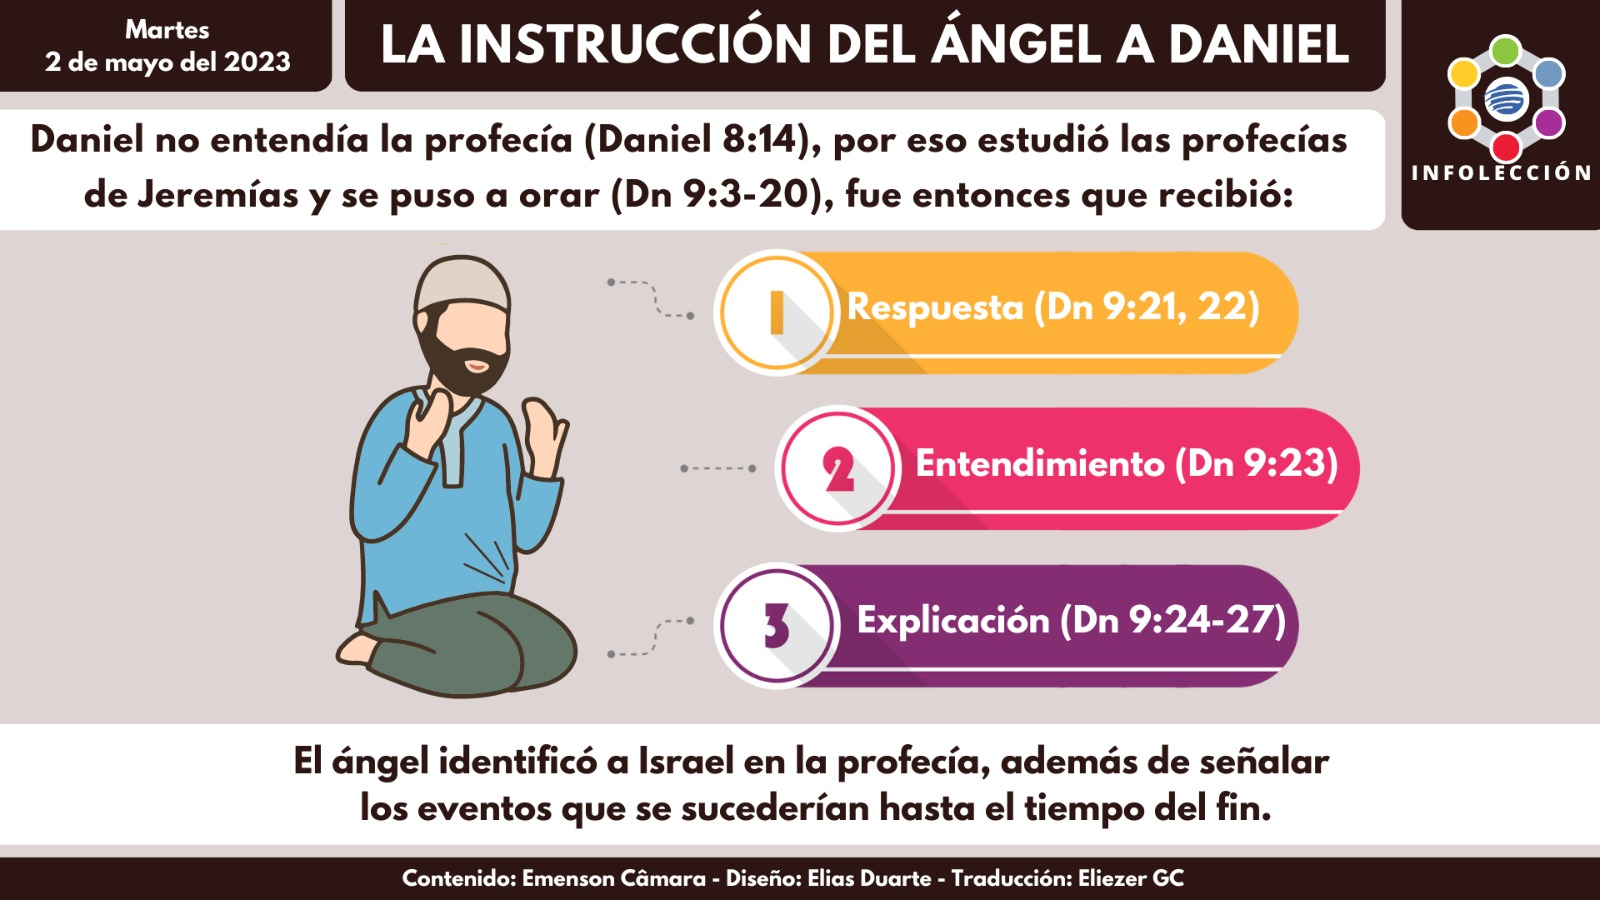 Martes
2 de mayo del 2023
LA INSTRUCCIÓN DEL ÁNGEL A DANIEL
INFOLECCIÓN
Daniel no entendía la profecía (Daniel 8:14), por eso estudió las profecías
de Jeremías y se puso a orar (Dn 9:3-20), fue entonces que recibió:
1 Respuesta (Dn 9:21, 22)
2 Entendimiento (Dn 9:23)
3 Explicación (Dn 9:24-27)
El ángel identificó a Israel en la profecía, además de señalar
los eventos que se sucederían hasta el tiempo del fin.
Contenido: Emenson Câmara - Diseño: Elias Duarte - Traducción: Eliezer GC